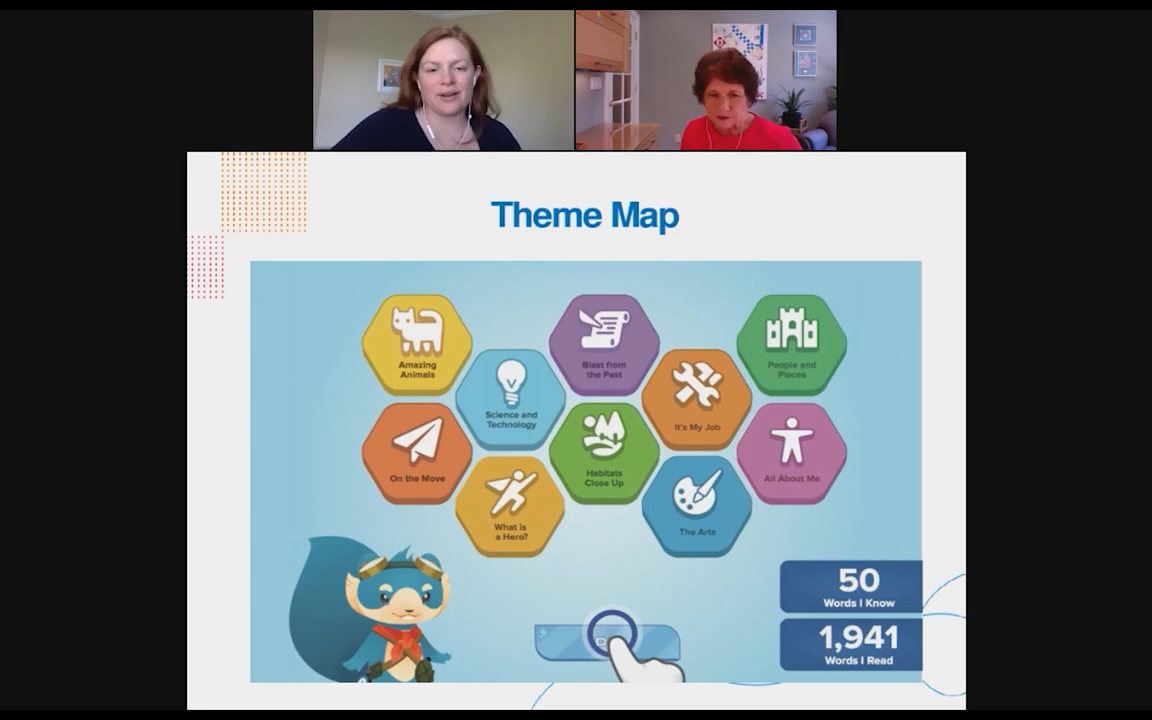 Theme Map
Amazing
Animals
Blast from
the Past
People and
Places
Science and
Technology
It's My Job
On the Move
Habitats
Close Up
All About Me
What is
a Hero?
The Arts
50
Words I Know
1,941
Words I Read